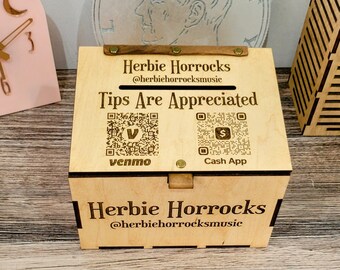 Herbie Horrocks
@herbiehorrocksmusic
Tips Are Appreciated
venmo
Cash App
Herbie Horrocks
@herbiehorrocksmusic